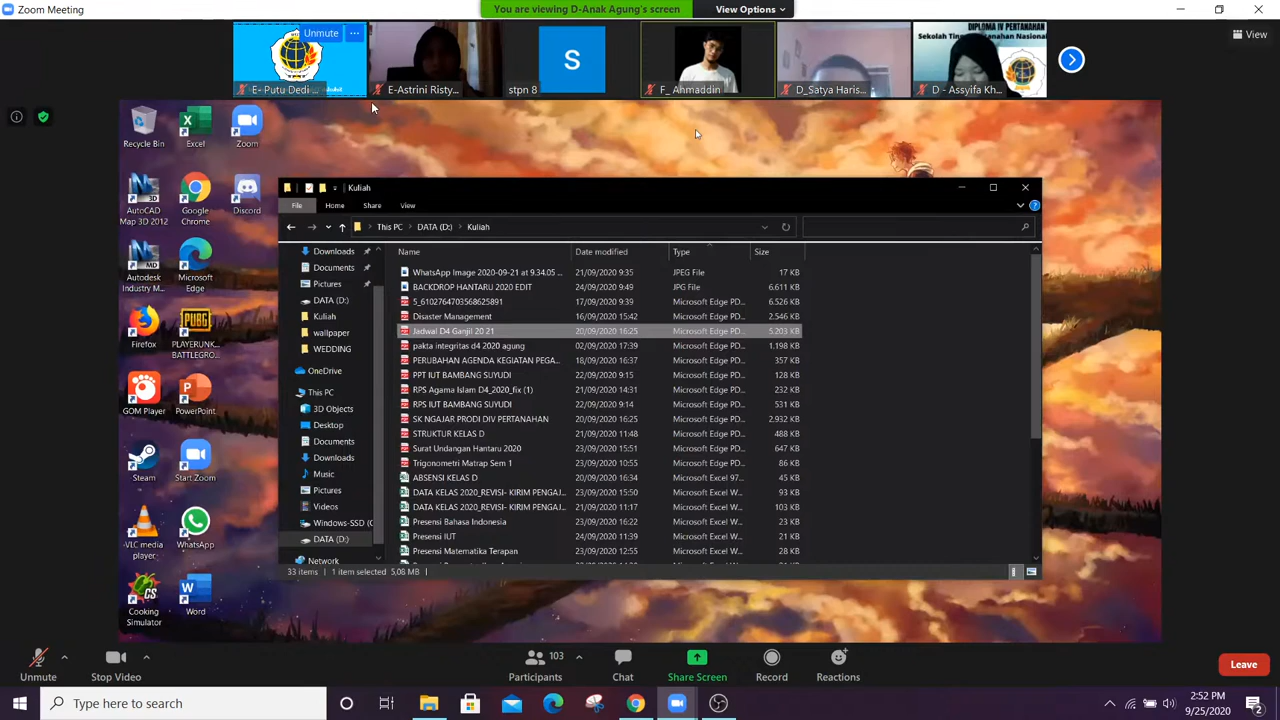 Zoom Meeting
You are viewing D-Anak Agung's screen
View Options
View
Unmute
E- Putu Dedi ...
E-Astrini Risty...
stpn 8
S
F_ Ahmaddin
D_Satya Haris...
DIPLOMA IV PERTANAHAN
D - Assyifa Kh...
Recycle Bin
Excel
Zoom
AutoCAD Map 3D 2012
Google Chrome
Discord
Autodesk Industry M...
Microsoft Edge
Firefox
PLAYERUNK... BATTLEGRO...
GOM Player
PowerPoint
Steam
Start Zoom
VLC media player
WhatsApp
Cooking Simulator
Word
Kuliah
File Home Share View
This PC DATA (D:) Kuliah
Downloads
Documents
Pictures
DATA (D:)
Kuliah
wallpaper
WEDDING
OneDrive
This PC
3D Objects
Desktop
Documents
Downloads
Music
Pictures
Videos
Windows-SSD (C
DATA (D:)
Network
Name Date modified Type Size
WhatsApp Image 2020-09-21 at 9.34.05 ... 21/09/2020 9:35 JPEG File 17 KB
BACKDROP HANTARU 2020 EDIT 24/09/2020 9:49 JPG File 6.611 KB
5_6102764703568625891 17/09/2020 9:39 Microsoft Edge PD... 6.526 KB
Disaster Management 16/09/2020 15:42 Microsoft Edge PD... 2.546 KB
Jadwal D4 Ganjil 20 21 20/09/2020 16:25 Microsoft Edge PD... 5.203 KB
pakta integritas d4 2020 agung 02/09/2020 17:39 Microsoft Edge PD... 1.198 KB
PERUBAHAN AGENDA KEGIATAN PEGA... 18/09/2020 16:37 Microsoft Edge PD... 357 KB
PPT IUT BAMBANG SUYUDI 22/09/2020 9:15 Microsoft Edge PD... 128 KB
RPS Agama Islam D4_2020_fix (1) 21/09/2020 14:31 Microsoft Edge PD... 232 KB
RPS IUT BAMBANG SUYUDI 22/09/2020 9:14 Microsoft Edge PD... 531 KB
SK NGAJAR PRODI DIV PERTANAHAN 20/09/2020 16:25 Microsoft Edge PD... 2.932 KB
STRUKTUR KELAS D 21/09/2020 11:48 Microsoft Edge PD... 488 KB
Surat Undangan Hantaru 2020 23/09/2020 15:51 Microsoft Edge PD... 647 KB
Trigonometri Matrap Sem 1 23/09/2020 10:55 Microsoft Edge PD... 86 KB
ABSENSI KELAS D 20/09/2020 16:34 Microsoft Excel 97... 45 KB
DATA KELAS 2020_REVISI- KIRIM PENGAJ... 23/09/2020 15:50 Microsoft Excel W... 93 KB
DATA KELAS 2020_REVISI- KIRIM PENGAJ... 21/09/2020 11:17 Microsoft Excel W... 103 KB
Presensi Bahasa Indonesia 23/09/2020 16:22 Microsoft Excel W... 23 KB
Presensi IUT 24/09/2020 11:39 Microsoft Excel W... 21 KB
Presensi Matematika Terapan 23/09/2020 12:55 Microsoft Excel W... 28 KB
33 items 1 item selected 5,08 MB
Unmute
Stop Video
103
Participants
Chat
Share Screen
Record
Reactions
Leave
Type here to search
2:52 PM
9/25/2020
2